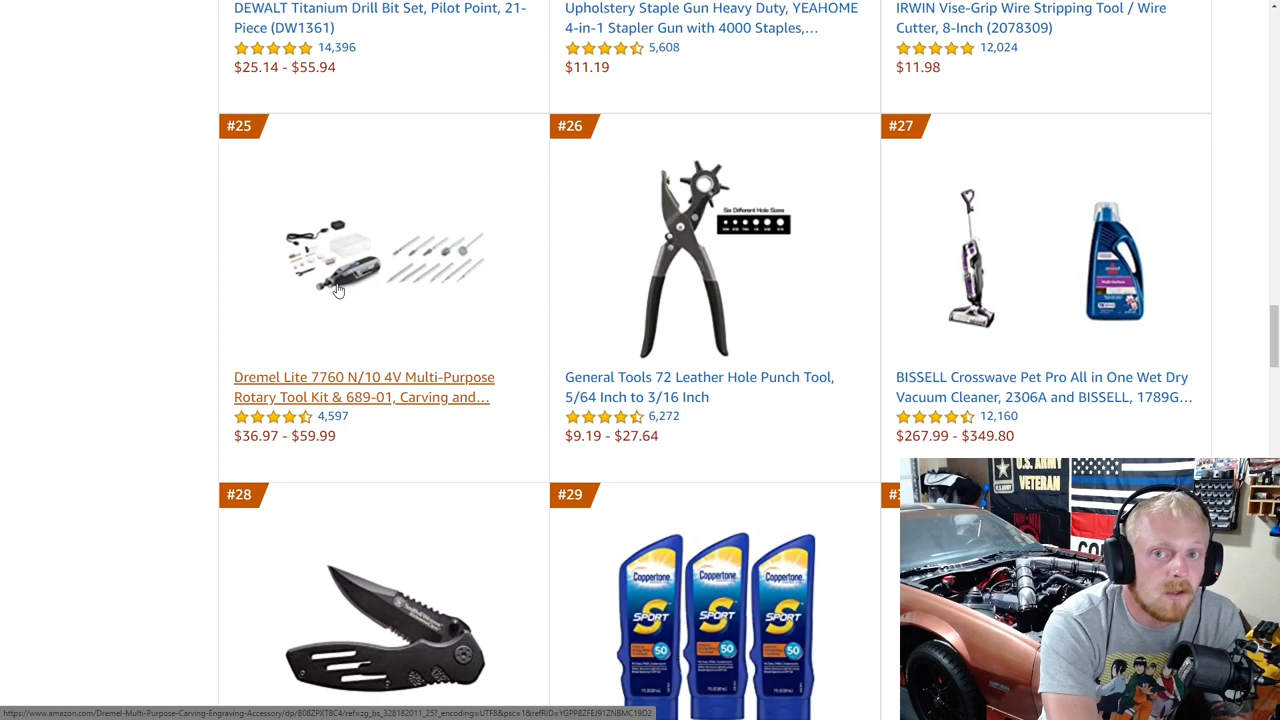 DEWALT Titanium Drill Bit Set, Pilot Point, 21-
Piece (DW1361)
14,396
$25.14 - $55.94
Upholstery Staple Gun Heavy Duty, YEAHOME
4-in-1 Stapler Gun with 4000 Staples,…
5,608
$11.19
IRWIN Vise-Grip Wire Stripping Tool / Wire
Cutter, 8-Inch (2078309)
12,024
$11.98
#25
Dremel Lite 7760 N/10 4V Multi-Purpose
Rotary Tool Kit & 689-01, Carving and…
4,597
$36.97 - $59.99
#26
Six Different Hole Sizes
General Tools 72 Leather Hole Punch Tool,
5/64 Inch to 3/16 Inch
6,272
$9.19 - $27.64
#27
BISSELL
Multi-Surface
BISSELL Crosswave Pet Pro All in One Wet Dry
Vacuum Cleaner, 2306A and BISSELL, 1789G…
12,160
$267.99 - $349.80
#28
#29
Coppertone
SPORT
50
Coppertone
SPORT
50
Coppertone
SPORT
50
U.S. ARMY
VETERAN